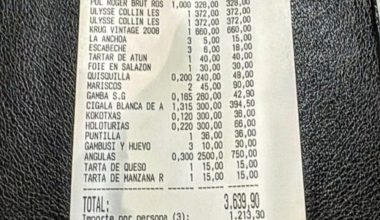 POL ROGER BRUT ROS 1,000 328,00 328,00
ULYSSE COLLIN LES 1 372,00 372,00
ULYSSE COLLIN LES 1 372,00 372,00
KRUG VINTAGE 2008 1 660,00 660,00
LA ANCHOA 3 5,00 15,00
ESCABECHE 3 6,00 18,00
TARTAR DE ATUN 1 40,00 40,00
FOIE EN SALAZON 1 30,00 30,00
QUISQUILLA 0,200 240,00 48,00
MARISCOS 2 45,00 90,00
GAMBA S.G 0,165 260,00 42,90
CIGALA BLANCA DE A 1,315 300,00 394,50
KOKOTXAS 0,120 300,00 36,00
HOLOTURIAS 0,220 300,00 66,00
PUNTILLA 1 36,00 36,00
GAMBUSI Y HUEVO 3 10,00 30,00
ANGULAS 0,300 2500,0 750,00
TARTA DE QUESO 1 15,00 15,00
TARTA DE MANZANA R 1 15,00 15,00
TOTAL: 3.639,90
Importe por persona (3): 1.213,30